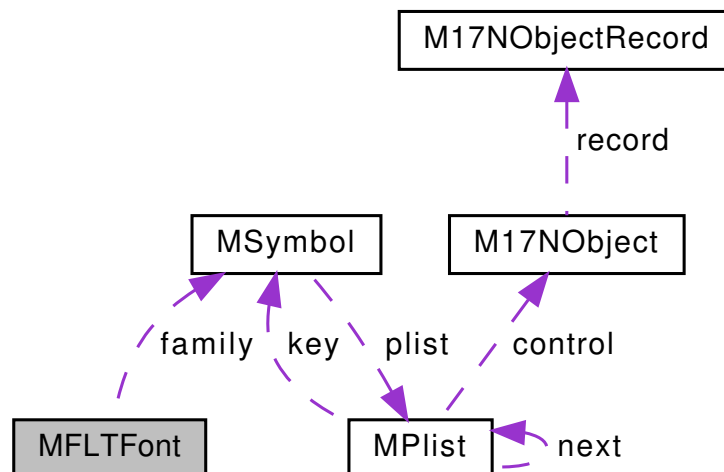 M17NObjectRecord
record
MSymbol
M17NObject
family
key
plist
control
MFLTFont
MPlist
next